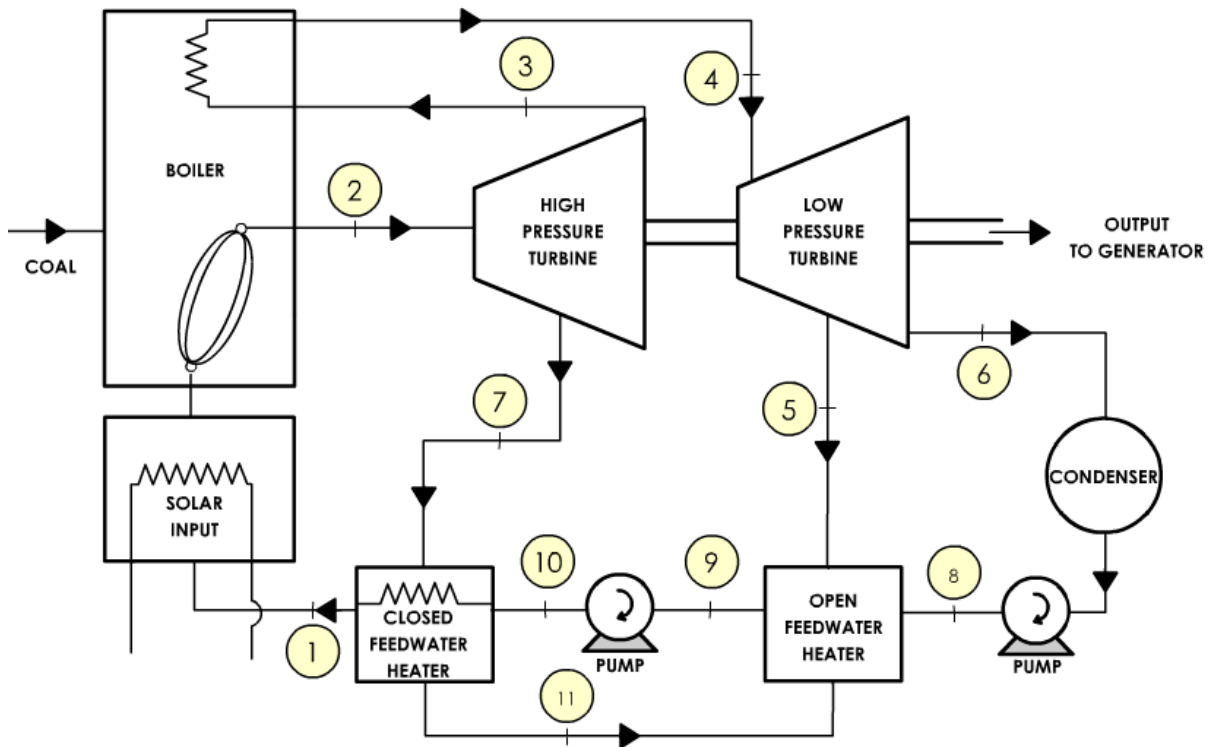 3
4
BOILER
2
HIGH
PRESSURE
TURBINE
LOW
PRESSURE
TURBINE
OUTPUT
TO GENERATOR
COAL
6
7
5
CONDENSER
SOLAR
INPUT
10
9
8
CLOSED
FEEDWATER
HEATER
OPEN
FEEDWATER
HEATER
1
PUMP
PUMP
11